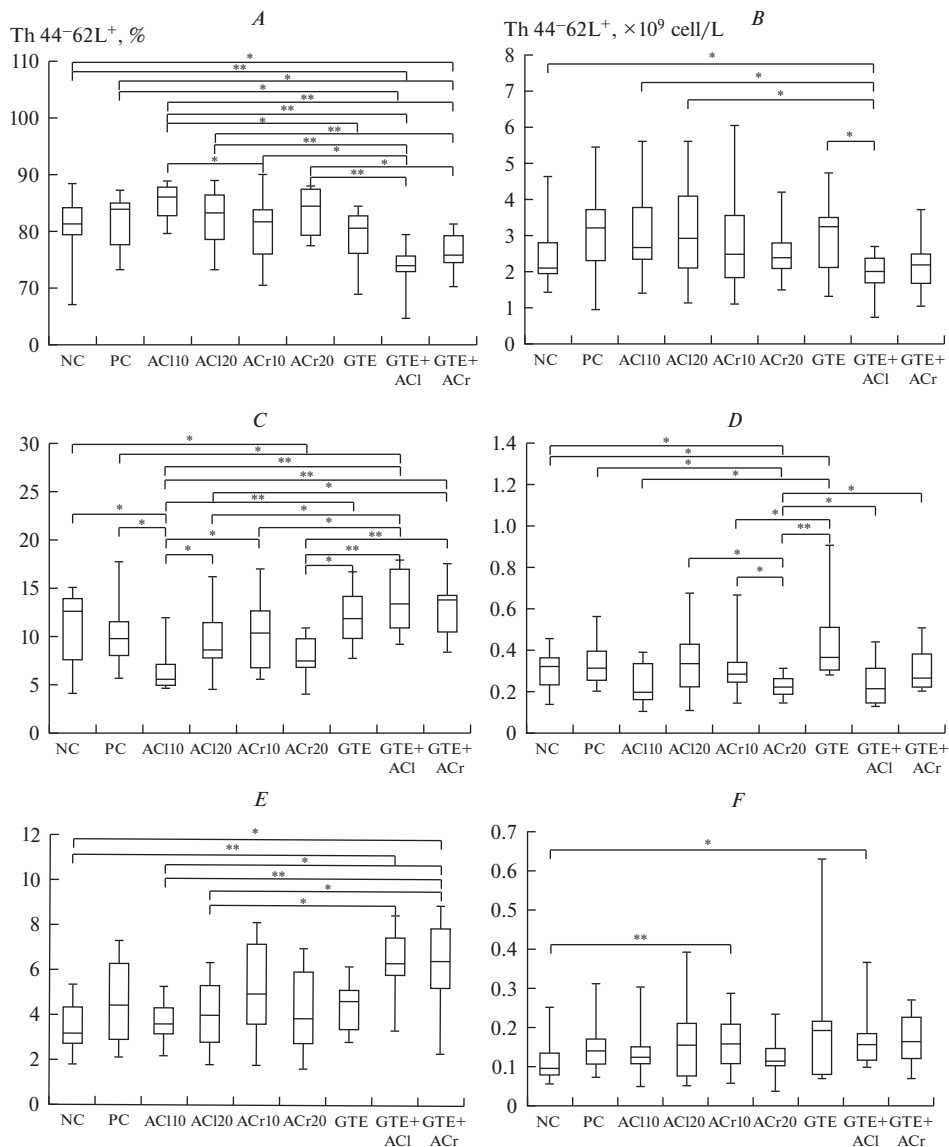 A
Th 44–62L+, %
110
100
90
80
70
60
0
* ** * * ** ** * ** ** * * * **
NC PC ACl10 ACl20 ACr10 ACr20 GTE GTE+ ACl GTE+ ACr
B
Th 44–62L+, ×10⁹ cell/L
8
7
6
5
4
3
2
1
0
* * * *
NC PC ACl10 ACl20 ACr10 ACr20 GTE GTE+ ACl GTE+ ACr
C
30
25
20
15
10
5
0
* * ** ** * ** * * * * * ** ** *
NC PC ACl10 ACl20 ACr10 ACr20 GTE GTE+ ACl GTE+ ACr
D
1.4
1.2
1.0
0.8
0.6
0.4
0.2
0
* * * * * * * ** * *
NC PC ACl10 ACl20 ACr10 ACr20 GTE GTE+ ACl GTE+ ACr
E
12
10
8
6
4
2
0
* ** * ** * *
NC PC ACl10 ACl20 ACr10 ACr20 GTE GTE+ ACl GTE+ ACr
F
0.7
0.6
0.5
0.4
0.3
0.2
0.1
0
* **
NC PC ACl10 ACl20 ACr10 ACr20 GTE GTE+ ACl GTE+ ACr